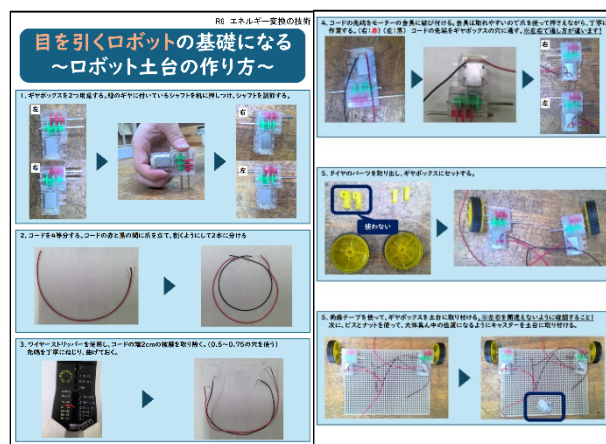 R6 エネルギー変換の技術
目を引くロボットの基礎になる
~ロボット土台の作り方~
1、ギヤボックスを2つ用意する。緑のギヤに付いているシャフトを机に押しつけ、シャフトを調節する。
左
左
右
左
2、コードを4等分する。コードの赤と黒の間に爪を立て、割くようにして2本に分ける
3、ワイヤーストリッパーを使用し、コードの端2cmの被膜を取り除く。(0.5~0.75の穴を使う)
先端を丁寧にねじり、曲げておく。
4、コードの先端をモーターの金具に結び付ける。金具は取れやすいので爪を使って押さえながら、丁寧に
作業する。(右:赤)(左:黒) コードの先端をギヤボックスの穴に通す。※左右で通し方が違います!
右
左
5、タイヤのパーツを取り出し、ギヤボックスにセットする。
使わない
5、両面テープを使って、ギヤボックスを土台に取り付ける。※左右を間違えないように確認すること!
次に、ビスとナットを使って、大体真ん中の位置になるようにキャスターを土台に取り付ける。